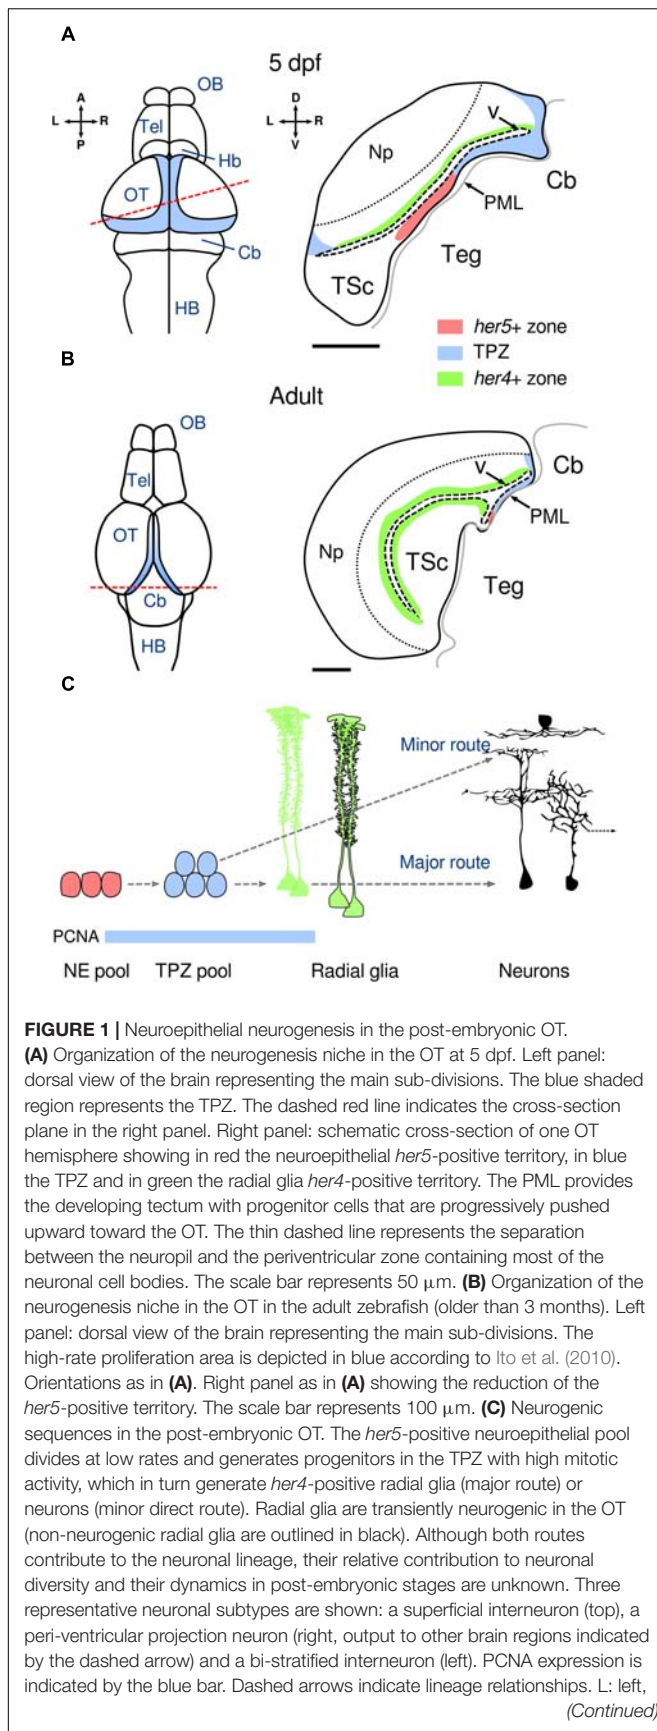 A
5 dpf
OB
A
L R
P
D
L R
V
Tel
Hb
OT
Cb
HB
Np
V
Cb
PML
Teg
TSc
her5+ zone
TPZ
her4+ zone
B
Adult
OB
Tel
OT
Cb
HB
V
Cb
PML
Np
TSc
Teg
C
Minor route
Major route
PCNA
NE pool TPZ pool Radial glia Neurons
FIGURE 1 | Neuroepithelial neurogenesis in the post-embryonic OT.
(A) Organization of the neurogenesis niche in the OT at 5 dpf. Left panel:
dorsal view of the brain representing the main sub-divisions. The blue shaded
region represents the TPZ. The dashed red line indicates the cross-section
plane in the right panel. Right panel: schematic cross-section of one OT
hemisphere showing in red the neuroepithelial her5-positive territory, in blue
the TPZ and in green the radial glia her4-positive territory. The PML provides
the developing tectum with progenitor cells that are progressively pushed
upward toward the OT. The thin dashed line represents the separation
between the neuropil and the periventricular zone containing most of the
neuronal cell bodies. The scale bar represents 50 μm. (B) Organization of the
neurogenesis niche in the OT in the adult zebrafish (older than 3 months). Left
panel: dorsal view of the brain representing the main sub-divisions. The
high-rate proliferation area is depicted in blue according to Ito et al. (2010).
Orientations as in (A). Right panel as in (A) showing the reduction of the
her5-positive territory. The scale bar represents 100 μm. (C) Neurogenic
sequences in the post-embryonic OT. The her5-positive neuroepithelial pool
divides at low rates and generates progenitors in the TPZ with high mitotic
activity, which in turn generate her4-positive radial glia (major route) or
neurons (minor direct route). Radial glia are transiently neurogenic in the OT
(non-neurogenic radial glia are outlined in black). Although both routes
contribute to the neuronal lineage, their relative contribution to neuronal
diversity and their dynamics in post-embryonic stages are unknown. Three
representative neuronal subtypes are shown: a superficial interneuron (top), a
peri-ventricular projection neuron (right, output to other brain regions indicated
by the dashed arrow) and a bi-stratified interneuron (left). PCNA expression is
indicated by the blue bar. Dashed arrows indicate lineage relationships. L: left,
(Continued)